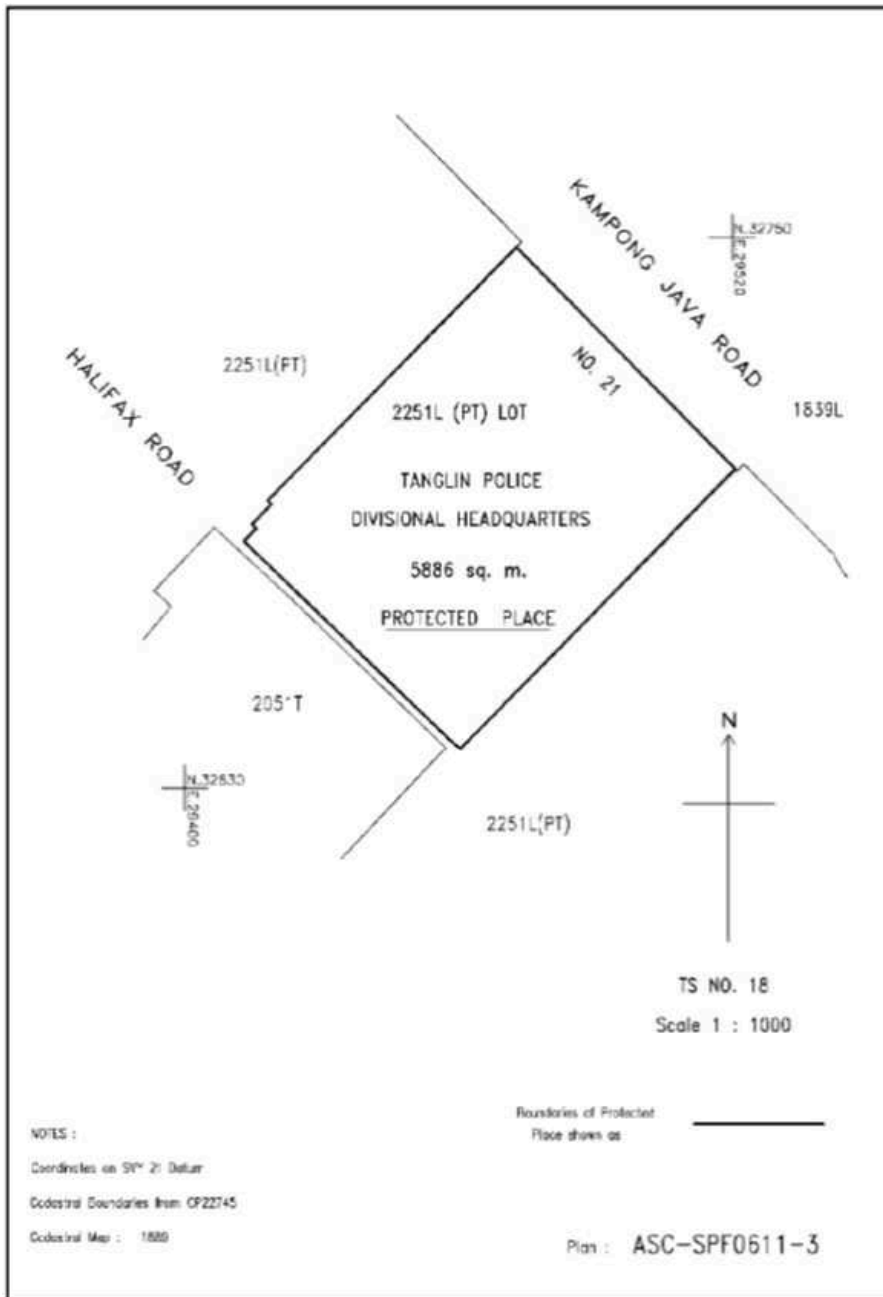 KAMPONG JAVA ROAD
N.32750
E.29520
HALIFAX ROAD
2251L(PT)
NO. 21
1839L
2251L (PT) LOT
TANGLIN POLICE
DIVISIONAL HEADQUARTERS
5886 sq. m.
PROTECTED PLACE
2051T
N.32630
E.29400
2251L(PT)
N
TS NO. 18
Scale 1 : 1000
Boundaries of Protected
Place shown as
NOTES :
Coordinates on SVY 21 Datum
Cadastral Boundaries from CP22745
Cadastral Map :
Plan : ASC-SPF0611-3